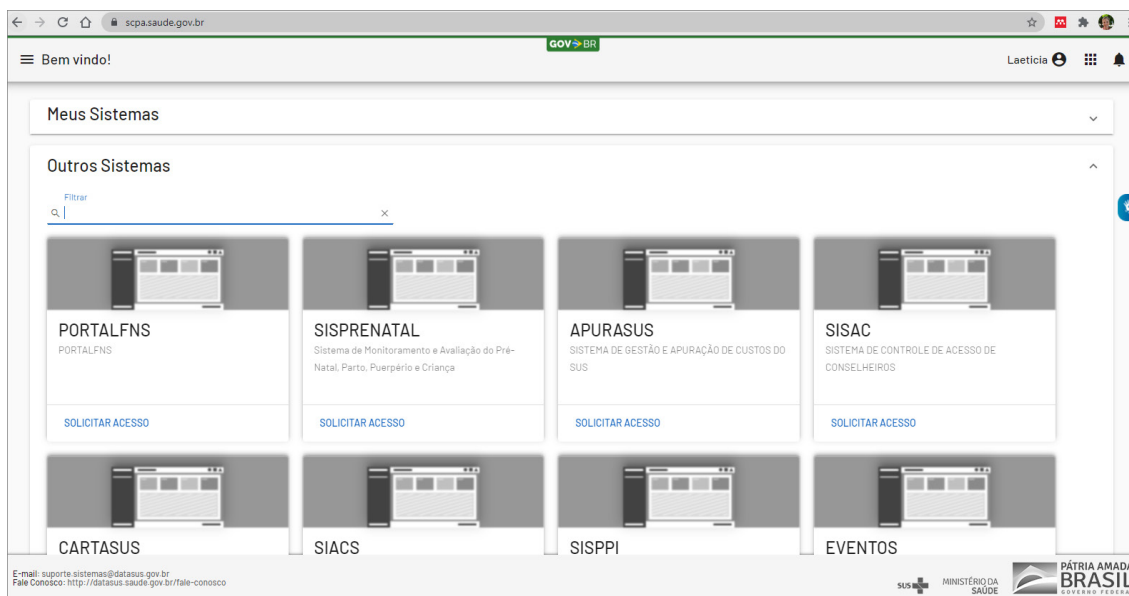 scpa.saude.gov.br
GOV BR
Bem vindo!
Laeticia
Meus Sistemas
Outros Sistemas
Filtrar
PORTALFNS
PORTALFNS
SOLICITAR ACESSO
SISPRENATAL
Sistema de Monitoramento e Avaliação do Pré-
Natal, Parto, Puerpério e Criança
SOLICITAR ACESSO
APURASUS
SISTEMA DE GESTÃO E APURAÇÃO DE CUSTOS DO
SUS
SOLICITAR ACESSO
SISAC
SISTEMA DE CONTROLE DE ACESSO DE
CONSELHEIROS
SOLICITAR ACESSO
CARTASUS
SIACS
SISPPI
EVENTOS
E-mail: suporte.sistemas@datasus.gov.br
Fale Conosco: http://datasus.saude.gov.br/fale-conosco
SUS
MINISTÉRIO DA
SAÚDE
PÁTRIA AMADA
BRASIL
GOVERNO FEDERA